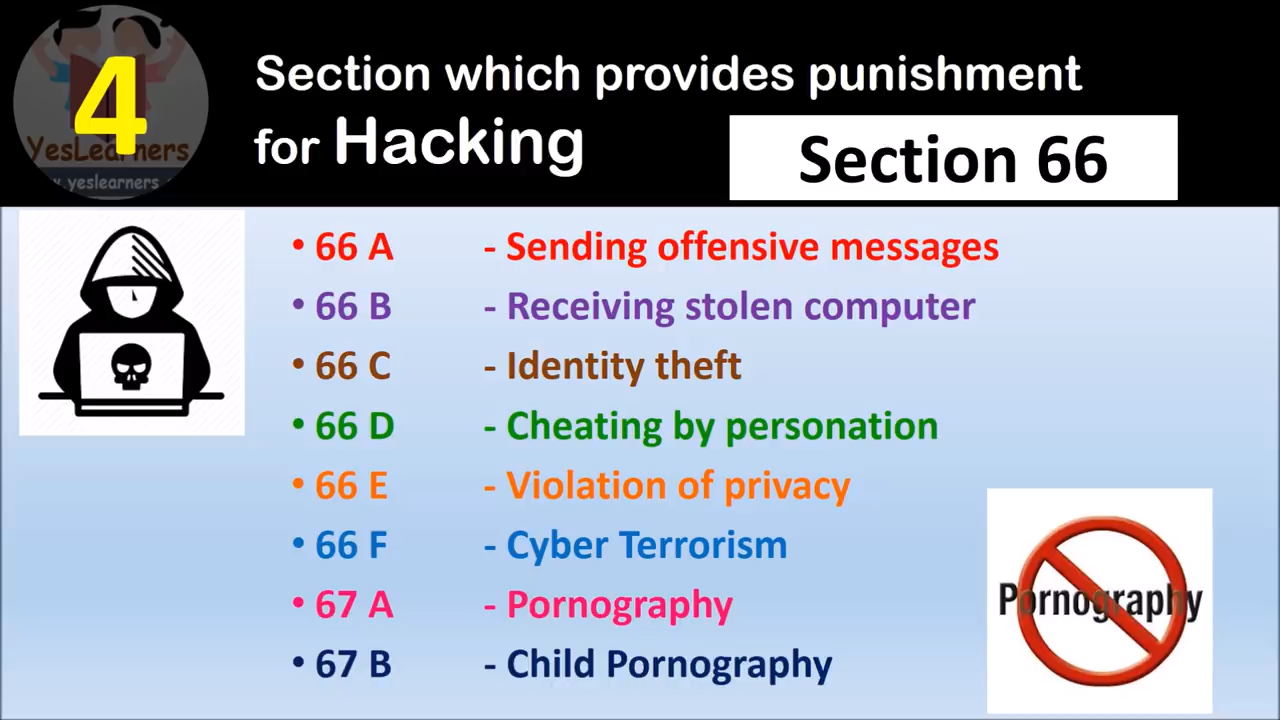 4
YesLearners
w.yeslearners.
Section which provides punishment
for Hacking
Section 66
• 66 A - Sending offensive messages
• 66 B - Receiving stolen computer
• 66 C - Identity theft
• 66 D - Cheating by personation
• 66 E - Violation of privacy
• 66 F - Cyber Terrorism
• 67 A - Pornography
• 67 B - Child Pornography
Pornography